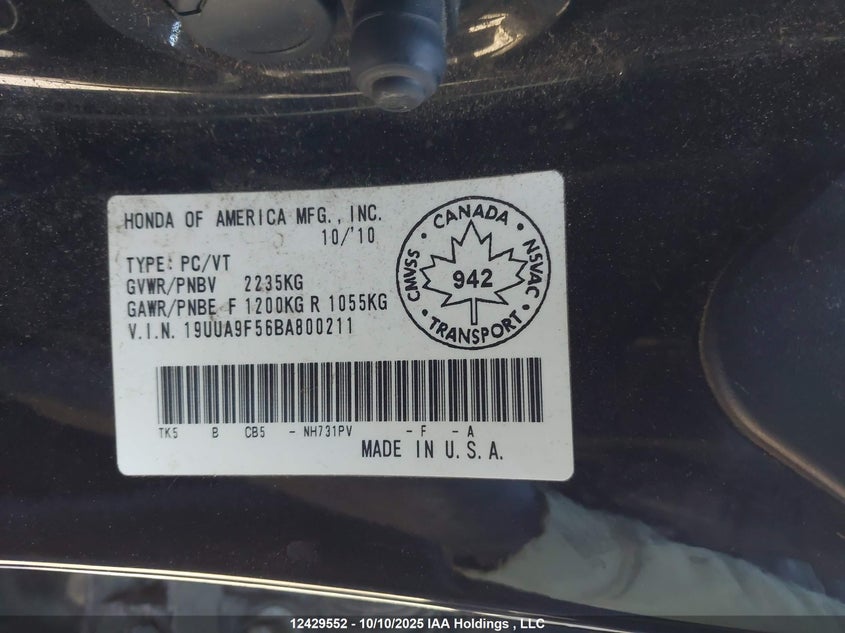 HONDA OF AMERICA MFG., INC.
10/'10
TYPE: PC/VT
GVWR/PNBV 2235KG
GAWR/PNBE F 1200KG R 1055KG
V.I.N. 19UUA9F56BA800211
CANADA
CMVSS
942
NSVAC
TRANSPORT
TK5 B CB5 - NH731PV - F - A
MADE IN U.S.A.
12429552 - 10/10/2025 IAA Holdings , LLC